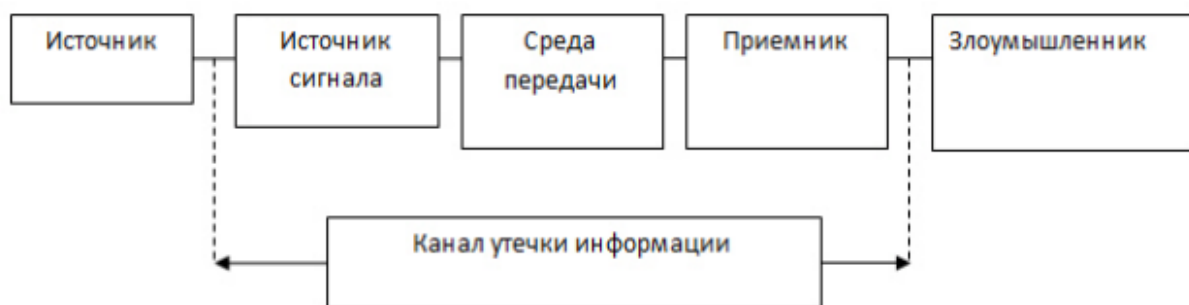 Источник
Источник
сигнала
Среда
передачи
Приемник
Злоумышленник
Канал утечки информации